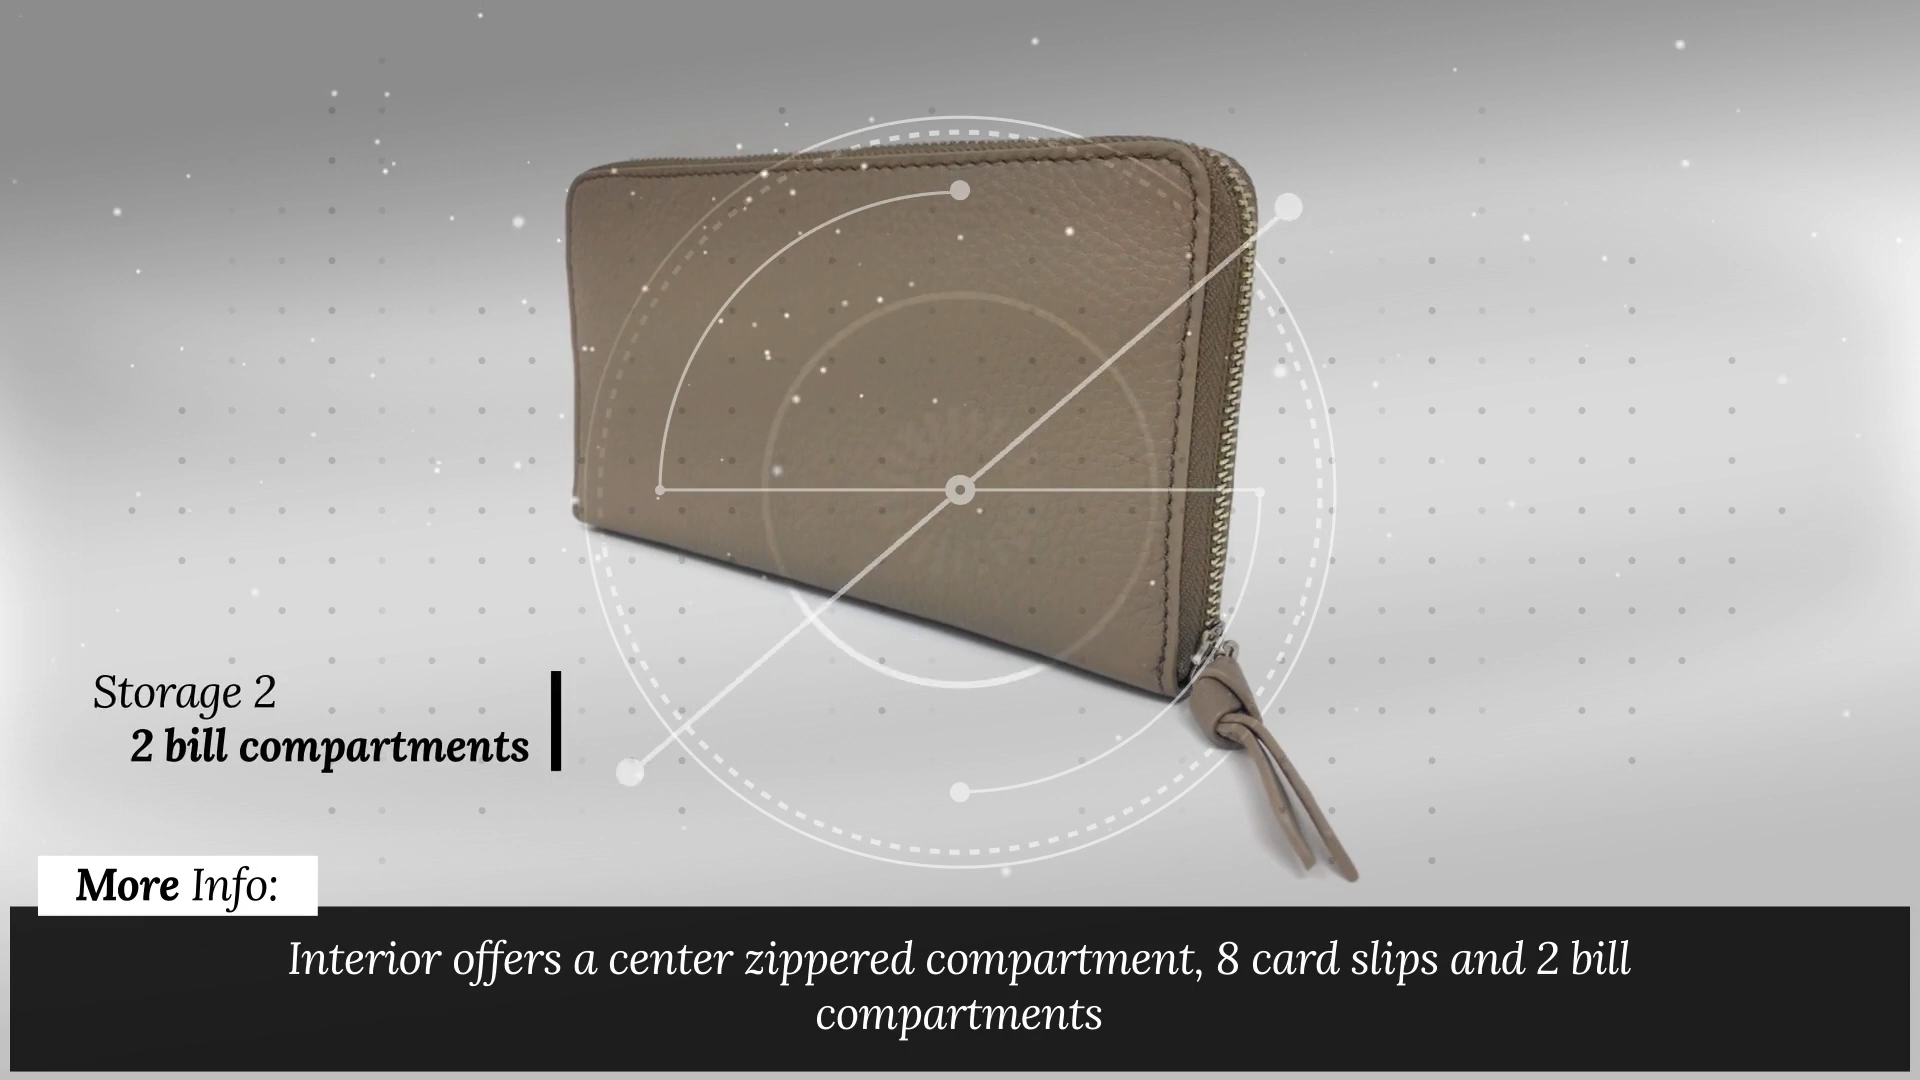 Storage 2
2 bill compartments
More Info:
Interior offers a center zippered compartment, 8 card slips and 2 bill
compartments